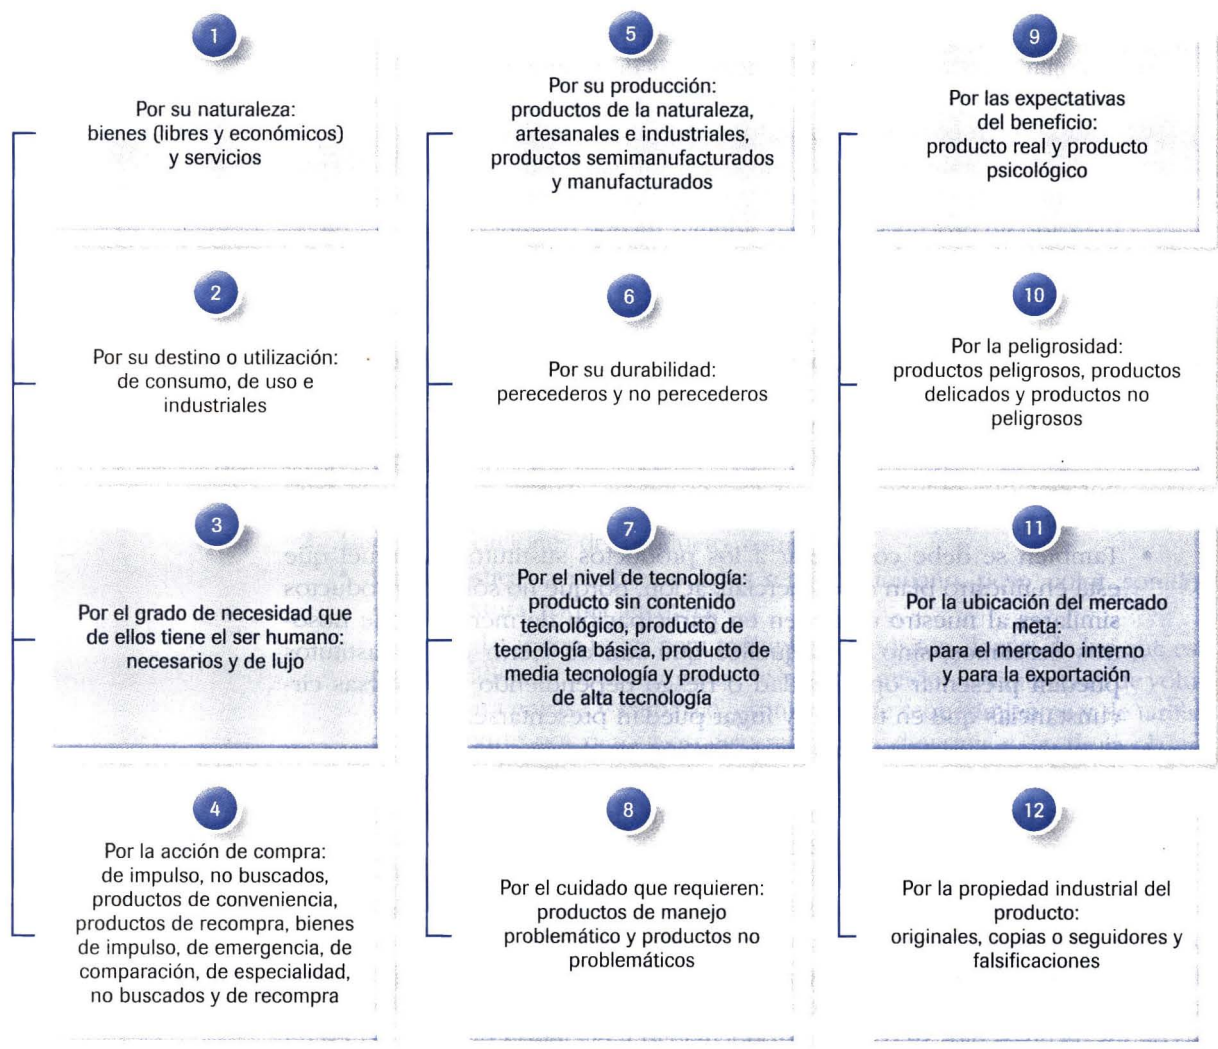 1
Por su naturaleza:
bienes (libres y económicos)
y servicios
2
Por su destino o utilización:
de consumo, de uso e
industriales
3
Por el grado de necesidad que
de ellos tiene el ser humano:
necesarios y de lujo
4
Por la acción de compra:
de impulso, no buscados,
productos de conveniencia,
productos de recompra, bienes
de impulso, de emergencia, de
comparación, de especialidad,
no buscados y de recompra
5
Por su producción:
productos de la naturaleza,
artesanales e industriales,
productos semimanufacturados
y manufacturados
6
Por su durabilidad:
perecederos y no perecederos
7
Por el nivel de tecnología:
producto sin contenido
tecnológico, producto de
tecnología básica, producto de
media tecnología y producto
de alta tecnología
8
Por el cuidado que requieren:
productos de manejo
problemático y productos no
problemáticos
9
Por las expectativas
del beneficio:
producto real y producto
psicológico
10
Por la peligrosidad:
productos peligrosos, productos
delicados y productos no
peligrosos
11
Por la ubicación del mercado
meta:
para el mercado interno
y para la exportación
12
Por la propiedad industrial del
producto:
originales, copias o seguidores y
falsificaciones